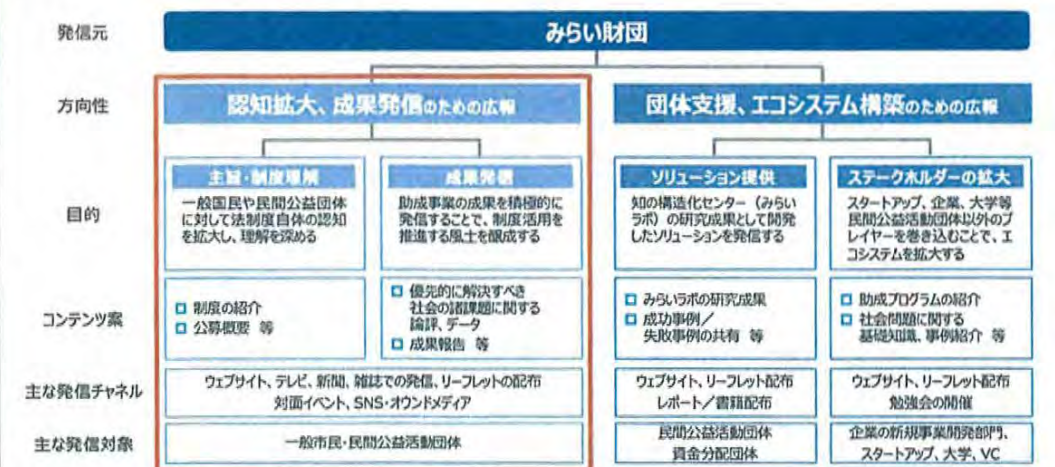 発信元
みらい財団
方向性
認知拡大、成果発信のための広報
団体支援、エコシステム構築のための広報
目的
主旨・制度理解
一般国民や民間公益団体
に対して法制度自体の認知
を拡大し、理解を深める
成果発信
助成事業の成果を積極的に
発信することで、制度活用を
推進する風土を醸成する
ソリューション提供
知の構造化センター（みらい
ラボ）の研究成果として開発
したソリューションを発信する
ステークホルダーの拡大
スタートアップ、企業、大学等
民間公益活動団体以外のプ
レイヤーを巻き込むことで、エ
コシステムを拡大する
コンテンツ案
制度の紹介
公募概要 等
優先的に解決すべき
社会の諸課題に関する
論評、データ
成果報告 等
みらいラボの研究成果
成功事例／
失敗事例の共有 等
助成プログラムの紹介
社会問題に関する
基礎知識、事例紹介 等
主な発信チャネル
ウェブサイト、テレビ、新聞、雑誌での発信、リーフレットの配布
対面イベント、SNS・オウンドメディア
ウェブサイト、リーフレット配布
レポート／書籍配布
ウェブサイト、リーフレット配布
勉強会の開催
主な発信対象
一般市民・民間公益活動団体
民間公益活動団体
資金分配団体
企業の新規事業開発部門、
スタートアップ、大学、VC